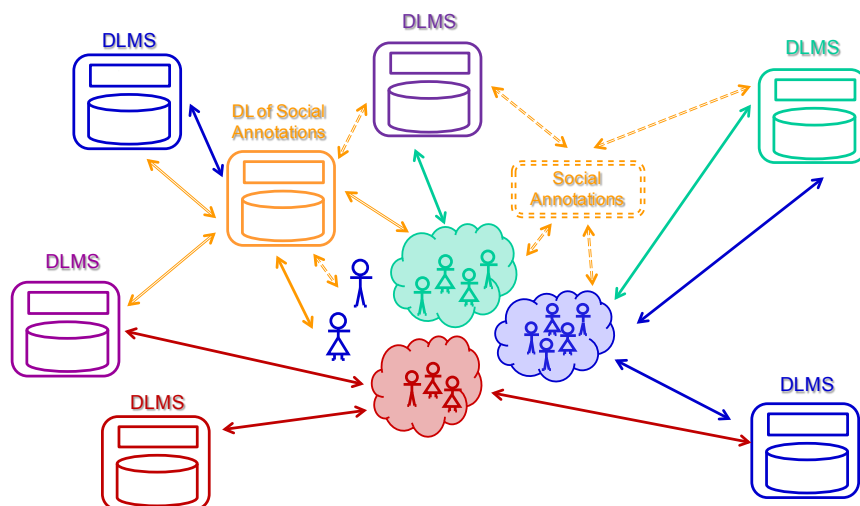 DLMS
DLMS
DLMS
DL of Social
Annotations
Social
Annotations
DLMS
DLMS
DLMS